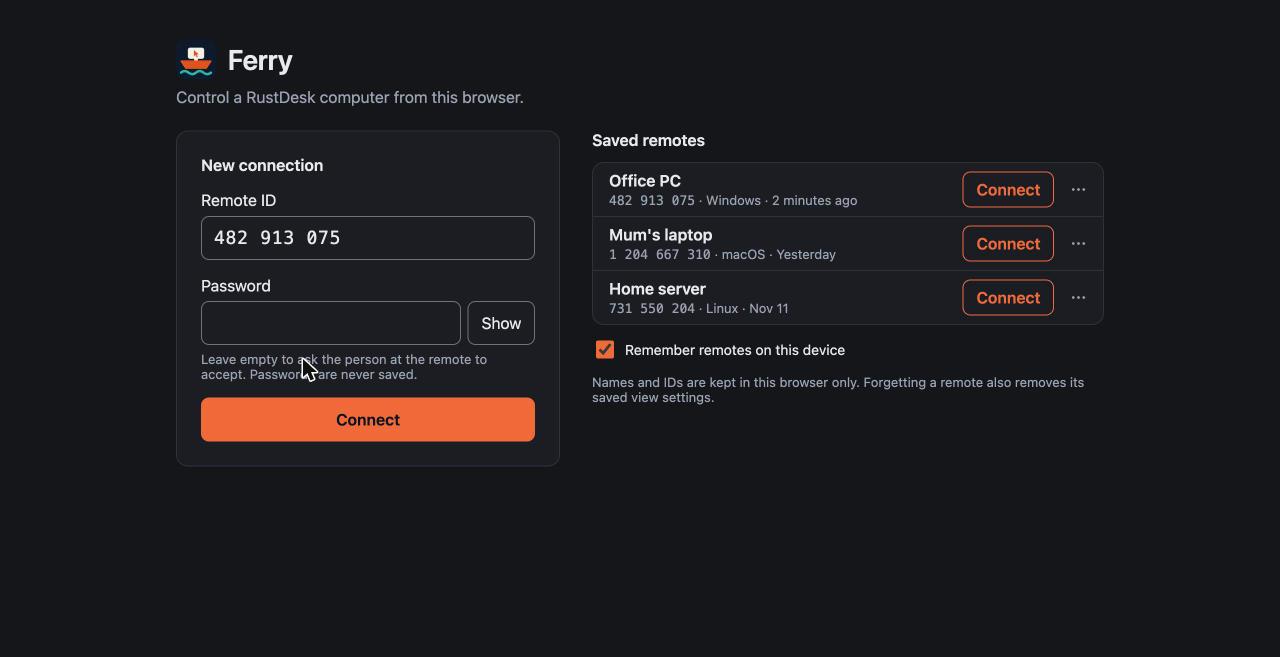 Ferry
Control a RustDesk computer from this browser.
New connection
Remote ID
482 913 075
Password
Show
Leave empty to ask the person at the remote to
accept. Passwords are never saved.
Connect
Saved remotes
Office PC
482 913 075 · Windows · 2 minutes ago
Connect
Mum's laptop
1 204 667 310 · macOS · Yesterday
Connect
Home server
731 550 204 · Linux · Nov 11
Connect
Remember remotes on this device
Names and IDs are kept in this browser only. Forgetting a remote also removes its
saved view settings.